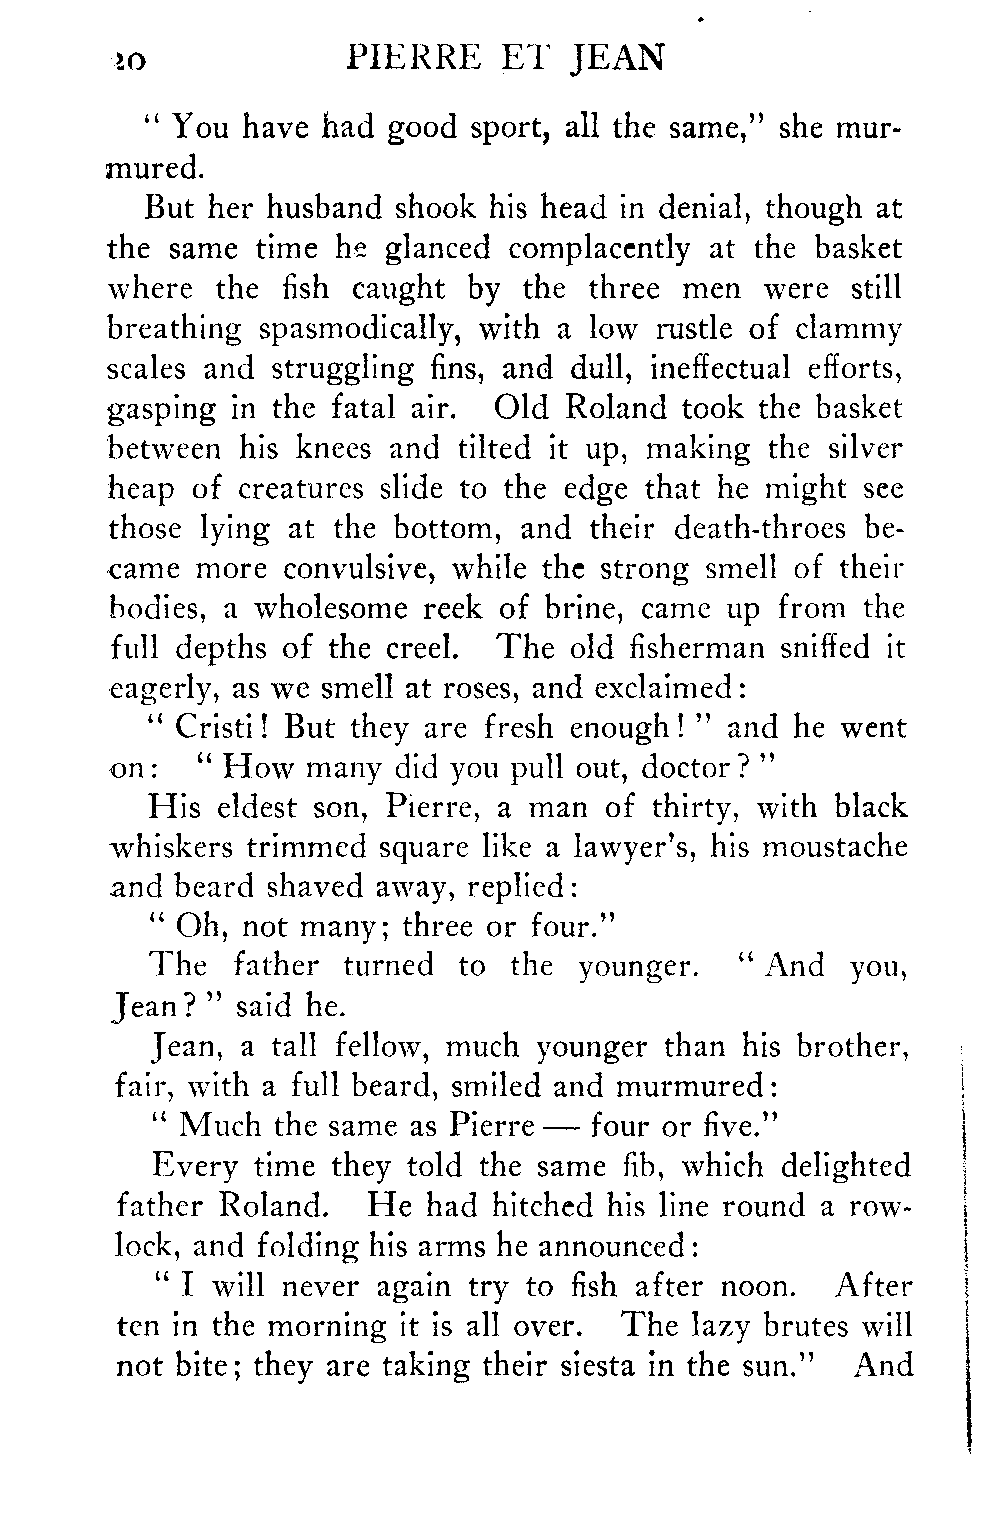 20 PIERRE ET JEAN
“ You have had good sport, all the same,” she mur-
mured.
But her husband shook his head in denial, though at
the same time he glanced complacently at the basket
where the fish caught by the three men were still
breathing spasmodically, with a low rustle of clammy
scales and struggling fins, and dull, ineffectual efforts,
gasping in the fatal air. Old Roland took the basket
between his knees and tilted it up, making the silver
heap of creatures slide to the edge that he might see
those lying at the bottom, and their death-throes be-
came more convulsive, while the strong smell of their
bodies, a wholesome reek of brine, came up from the
full depths of the creel. The old fisherman sniffed it
eagerly, as we smell at roses, and exclaimed :
“ Cristi ! But they are fresh enough ! ” and he went
on : “ How many did you pull out, doctor ? ”
His eldest son, Pierre, a man of thirty, with black
whiskers trimmed square like a lawyer’s, his moustache
and beard shaved away, replied :
“ Oh, not many ; three or four.”
The father turned to the younger. “ And you,
Jean ? ” said he.
Jean, a tall fellow, much younger than his brother,
fair, with a full beard, smiled and murmured :
“ Much the same as Pierre — four or five.”
Every time they told the same fib, which delighted
father Roland. He had hitched his line round a row-
lock, and folding his arms he announced :
“ I will never again try to fish after noon. After
ten in the morning it is all over. The lazy brutes will
not bite ; they are taking their siesta in the sun.” And